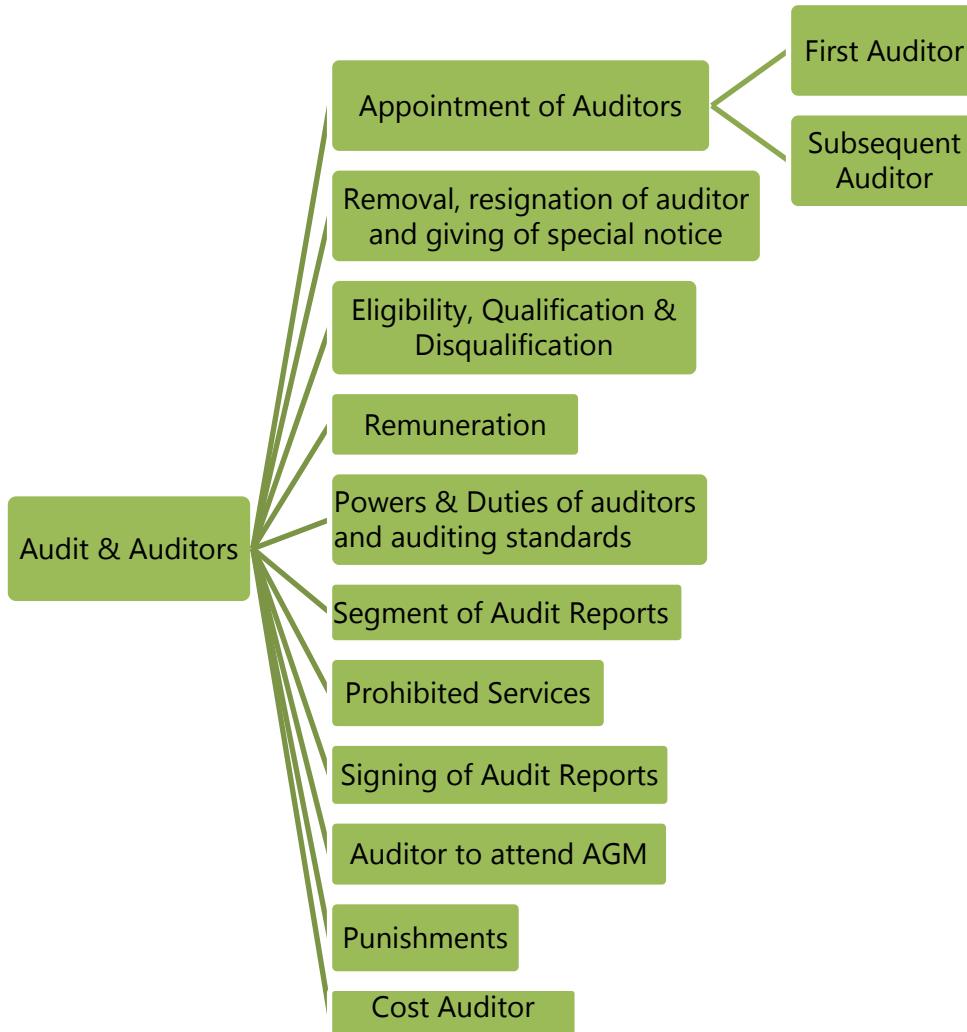 First Auditor
Appointment of Auditors
Subsequent
Auditor
Removal, resignation of auditor
and giving of special notice
Eligibility, Qualification &
Disqualification
Remuneration
Powers & Duties of auditors
and auditing standards
Audit & Auditors
Segment of Audit Reports
Prohibited Services
Signing of Audit Reports
Auditor to attend AGM
Punishments
Cost Auditor